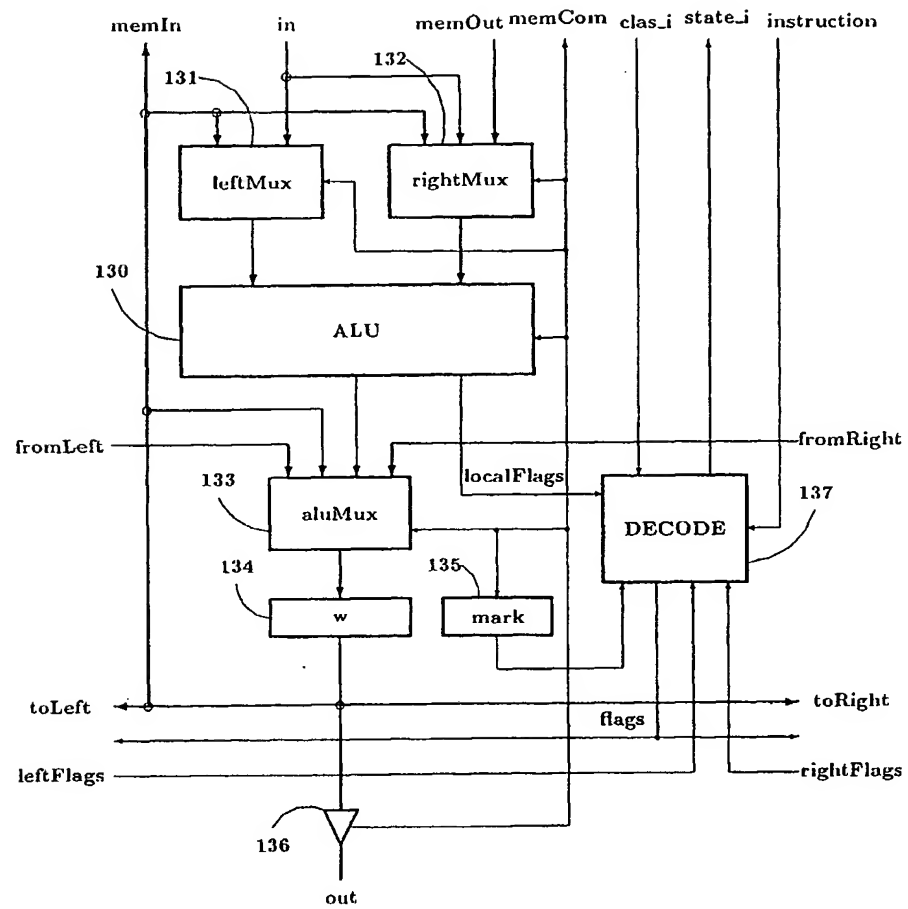 memIn in memOut memCom clas_i state_i instruction
131 132
leftMux rightMux
130
ALU
fromLeft fromRight
localFlags
133 137
aluMux DECODE
134 135
w mark
toLeft toRight
flags
leftFlags rightFlags
136
out